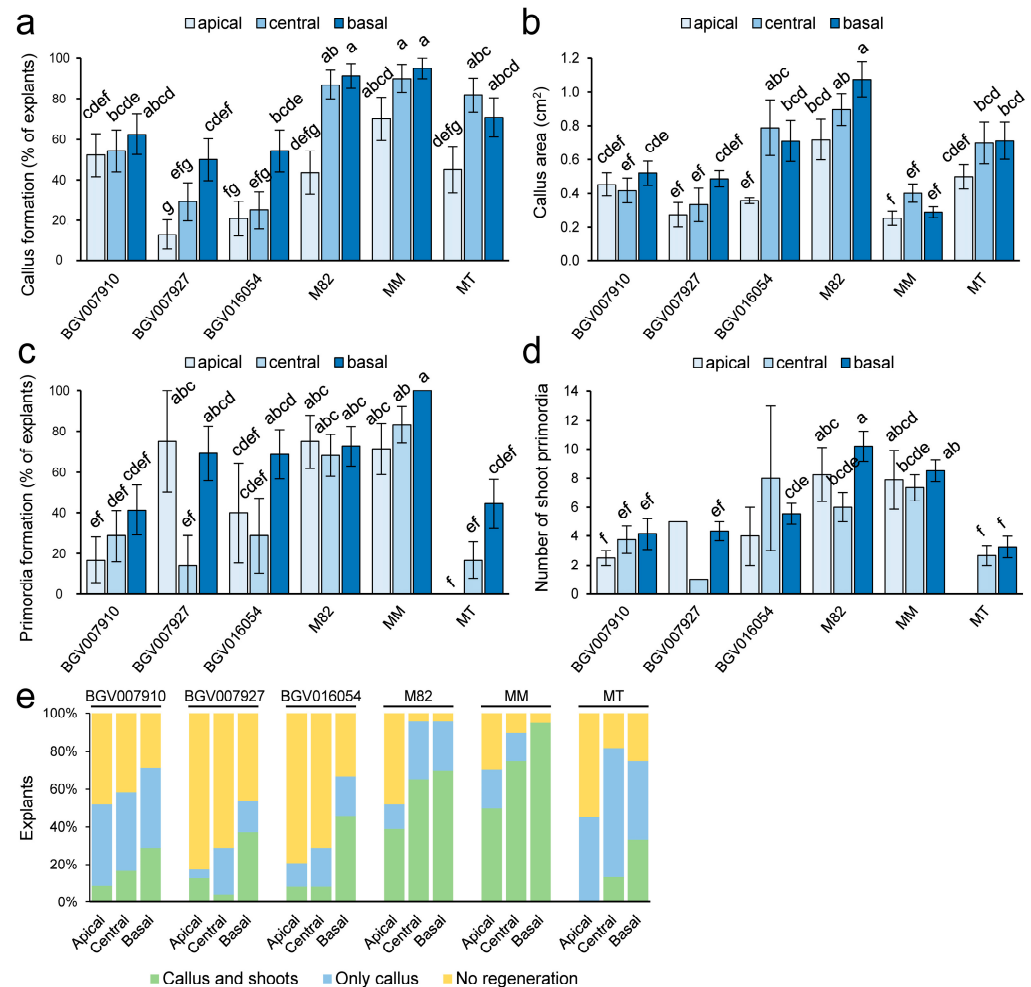 a
apical central basal
Callus formation (% of explants)
100
80
60
40
20
0
cdef bcde abcd
g efg cdef
fg efg bcde
defg ab a
abcd a a
defg abc abcd
BGV007910 BGV007927 BGV016054 M82 MM MT
b
apical central basal
Callus area (cm²)
1.2
1.0
0.8
0.6
0.4
0.2
0.0
cdef ef cde
ef ef cdef
ef abc bcd
bcd ab a
f ef ef
cdef bcd bcd
BGV007910 BGV007927 BGV016054 M82 MM MT
c
apical central basal
Primordia formation (% of explants)
100
80
60
40
20
0
ef def cdef
abc ef abcd
cdef cdef abcd
abc abc abc
abc ab a
f ef cdef
BGV007910 BGV007927 BGV016054 M82 MM MT
d
apical central basal
Number of shoot prrimordia
14
12
10
8
6
4
2
0
f ef ef
ef
cde
abc bcde a
abcd bcde ab
f f
BGV007910 BGV007927 BGV016054 M82 MM MT
e
BGV007910 BGV007927 BGV016054 M82 MM MT
Explants
100%
80%
60%
40%
20%
0%
Apical Central Basal Apical Central Basal Apical Central Basal Apical Central Basal Apical Central Basal Apical Central Basal
Callus and shoots Only callus No regeneration